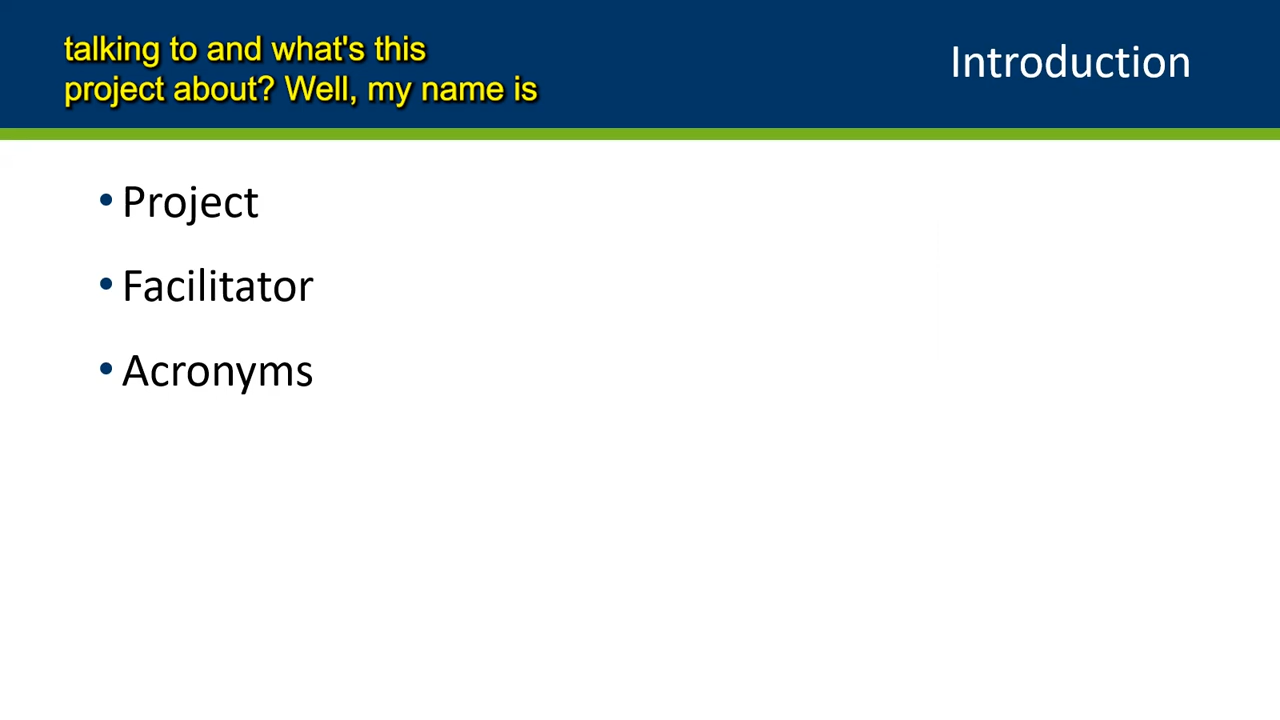 talking to and what's this
project about? Well, my name is
Introduction
• Project
• Facilitator
• Acronyms